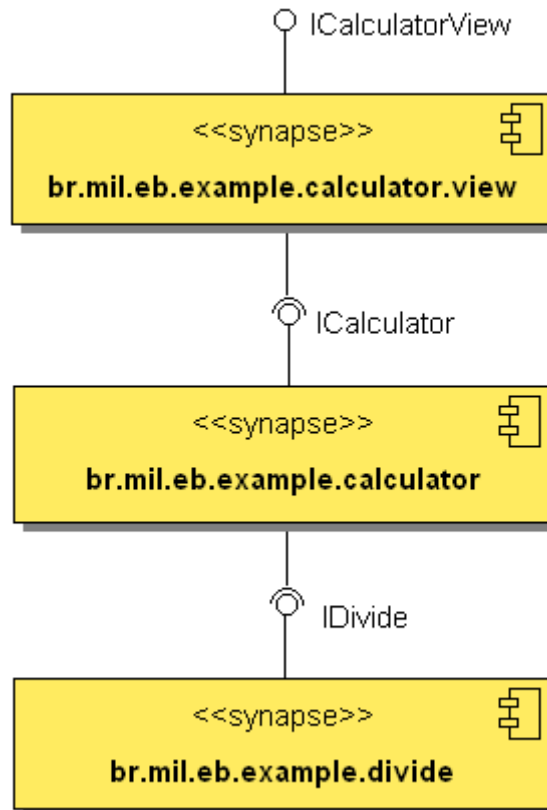 ICalculatorView
<<synapse>>
br.mil.eb.example.calculator.view
ICalculator
<<synapse>>
br.mil.eb.example.calculator
IDivide
<<synapse>>
br.mil.eb.example.divide